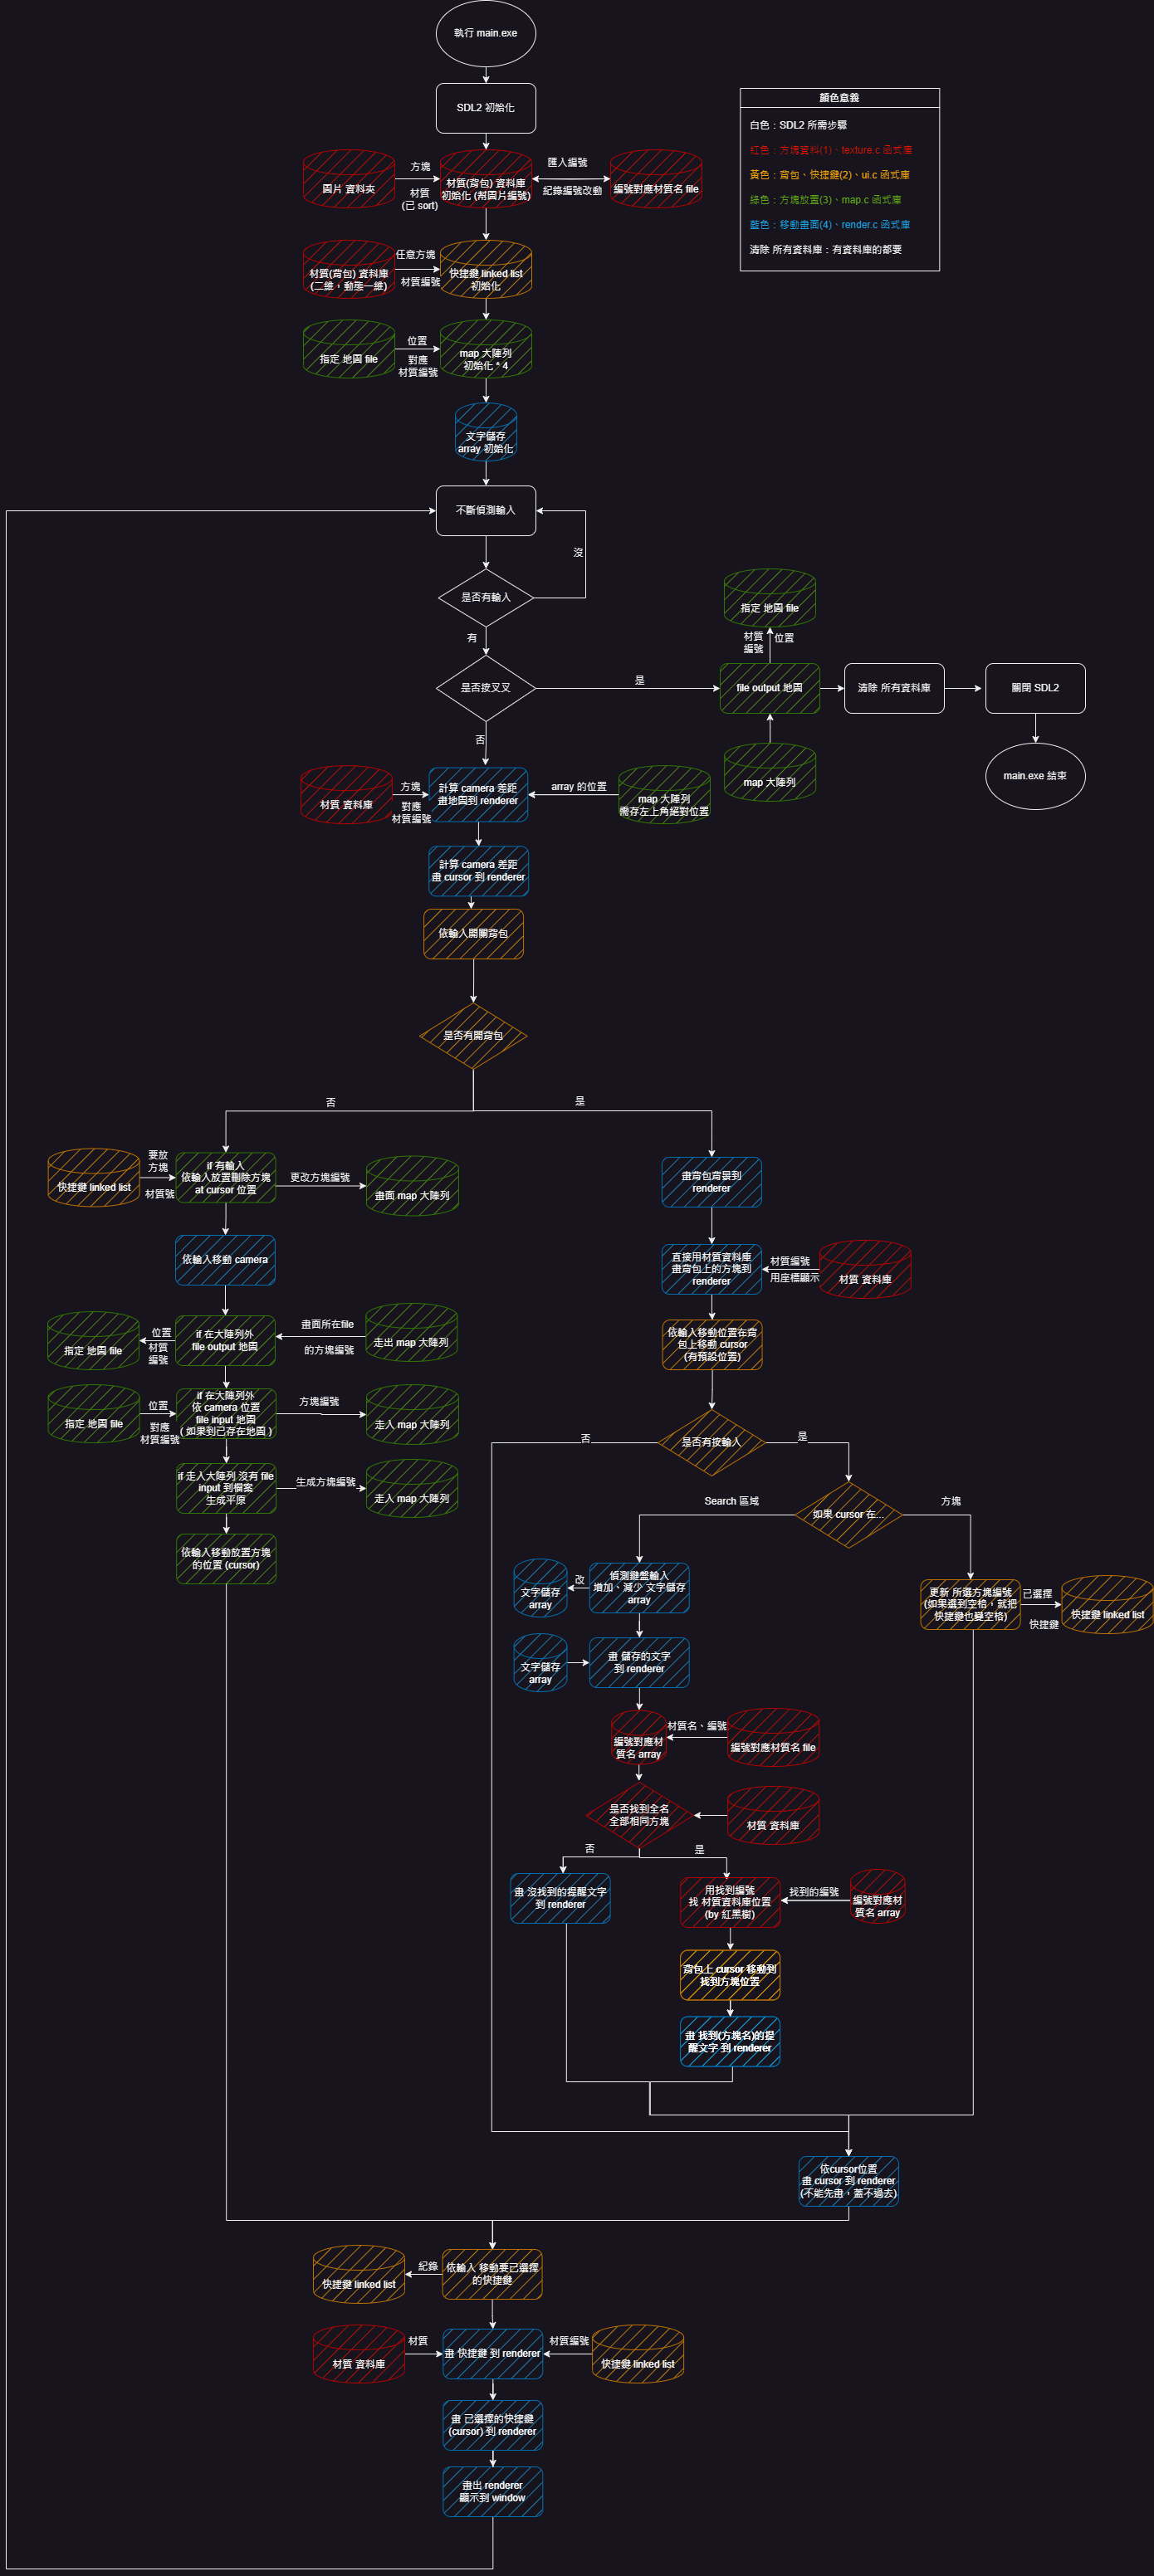 執行 main.exe
SDL2 初始化
顏色意義
白色：SDL2 所需步驟
紅色：方塊資料(1)、texture.c 函式庫
黃色：背包、快捷鍵(2)、ui.c 函式庫
綠色：方塊放置(3)、map.c 函式庫
藍色：移動畫面(4)、render.c 函式庫
清除 所有資料庫：有資料庫的都要
圖片 資料夾
方塊
材質
(已 sort)
材質(背包) 資料庫
初始化 (幫圖片編號)
匯入編號
紀錄編號改動
編號對應材質名 file
材質(背包) 資料庫
(二維，動態一維)
任意方塊
材質編號
快捷鍵 linked list
初始化
指定 地圖 file
位置
對應
材質編號
map 大陣列
初始化 * 4
文字儲存
array 初始化
不斷偵測輸入
沒
是否有輸入
有
是否按叉叉
是
指定 地圖 file
材質
編號
位置
file output 地圖
清除 所有資料庫
關閉 SDL2
map 大陣列
main.exe 結束
否
材質 資料庫
方塊
對應
材質編號
計算 camera 差距
畫地圖到 renderer
array 的位置
map 大陣列
需存左上角絕對位置
計算 camera 差距
畫 cursor 到 renderer
依輸入開關背包
是否有開背包
否
是
快捷鍵 linked list
要放
方塊
材質號
if 有輸入
依輸入放置刪除方塊
at cursor 位置
更改方塊編號
畫面 map 大陣列
依輸入移動 camera
指定 地圖 file
位置
材質
編號
if 在大陣列外
file output 地圖
畫面所在file
的方塊編號
走出 map 大陣列
指定 地圖 file
位置
對應
材質編號
if 在大陣列外
依 camera 位置
file input 地圖
( 如果到已存在地圖 )
方塊編號
走入 map 大陣列
if 走入大陣列 沒有 file
input 到檔案
生成平原
生成方塊編號
走入 map 大陣列
依輸入移動放置方塊
的位置 (cursor)
畫背包背景到
renderer
直接用材質資料庫
畫背包上的方塊到
renderer
材質編號
用座標顯示
材質 資料庫
依輸入移動位置在背
包上移動 cursor
(有預設位置)
是否有按輸入
否
是
如果 cursor 在...
Search 區域
方塊
偵測鍵盤輸入
增加、減少 文字儲存
array
改
文字儲存
array
更新 所選方塊編號
(如果選到空格，就把
快捷鍵也變空格)
已選擇
快捷鍵
快捷鍵 linked list
文字儲存
array
畫 儲存的文字
到 renderer
編號對應材
質名 array
材質名、編號
編號對應材質名 file
是否找到全名
全部相同方塊
材質 資料庫
否
是
畫 沒找到的提醒文字
到 renderer
用找到編號
找 材質資料庫位置
(by 紅黑樹)
找到的編號
編號對應材
質名 array
背包上 cursor 移動到
找到方塊位置
畫 找到(方塊名)的提
醒文字 到 renderer
依cursor位置
畫 cursor 到 renderer
(不能先畫，蓋不過去)
快捷鍵 linked list
紀錄
依輸入 移動要已選擇
的快捷鍵
材質 資料庫
材質
畫 快捷鍵 到 renderer
材質編號
快捷鍵 linked list
畫 已選擇的快捷鍵
(cursor) 到 renderer
畫出 renderer
顯示到 window